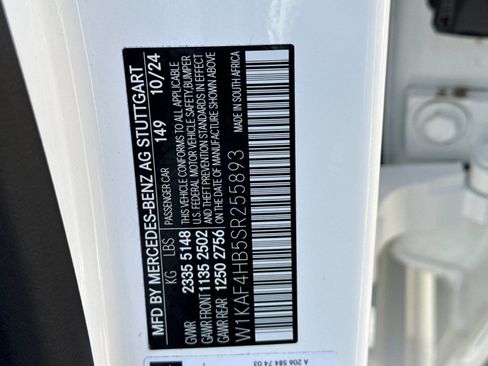 MFD BY MERCEDES-BENZ AG STUTTGART
KG LBS PASSENGER CAR 149 10/24
GVWR 2335 5148
GAWR FRONT 1135 2502
GAWR REAR 1250 2756
THIS VEHICLE CONFORMS TO ALL APPLICABLE
U.S. FEDERAL MOTOR VEHICLE SAFETY, BUMPER
AND THEFT PREVENTION STANDARDS IN EFFECT
ON THE DATE OF MANUFACTURE SHOWN ABOVE
W1KAF4HB5SR255893 MADE IN SOUTH AFRICA
A 206 584 74 03